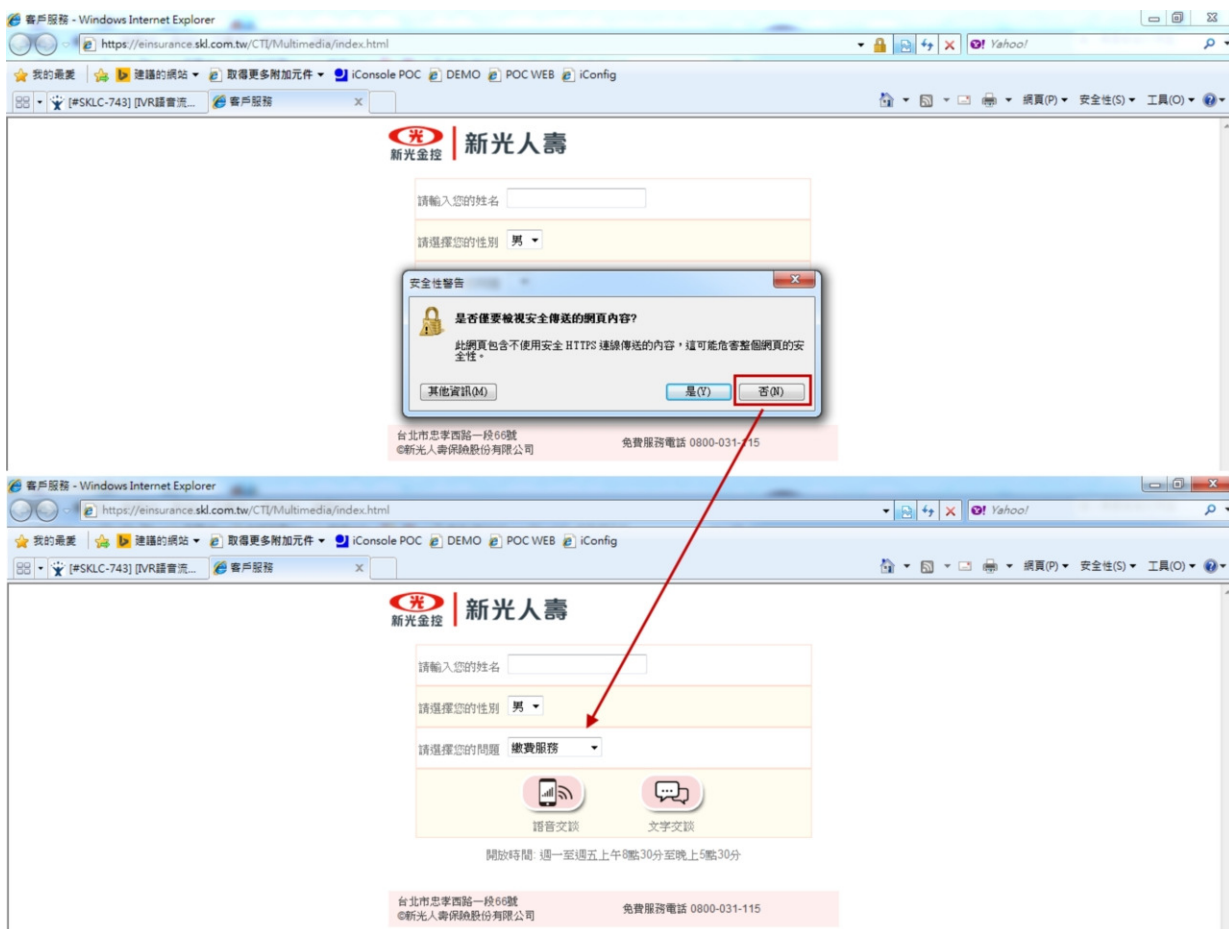 客戶服務 - Windows Internet Explorer
https://einsurance.skl.com.tw/CTI/Multimedia/index.html
Yahoo!
我的最愛 建議的網站 取得更多附加元件 iConsole POC DEMO POC WEB iConfig
[#SKLC-743] [IVR語音流... 客戶服務 x
網頁(P) 安全性(S) 工具(O)
光 新光金控 新光人壽
請輸入您的姓名
請選擇您的性別 男
安全性警告
是否僅要檢視安全傳送的網頁內容?
此網頁包含不使用安全 HTTPS 連線傳送的內容，這可能危害整個網頁的安
全性。
其他資訊(M) 是(Y) 否(N)
台北市忠孝西路一段66號
©新光人壽保險股份有限公司
免費服務電話 0800-031-115
客戶服務 - Windows Internet Explorer
https://einsurance.skl.com.tw/CTI/Multimedia/index.html
Yahoo!
我的最愛 建議的網站 取得更多附加元件 iConsole POC DEMO POC WEB iConfig
[#SKLC-743] [IVR語音流... 客戶服務 x
網頁(P) 安全性(S) 工具(O)
光 新光金控 新光人壽
請輸入您的姓名
請選擇您的性別 男
請選擇您的問題 繳費服務
語音交談 文字交談
開放時間: 週一至週五上午8點30分至晚上5點30分
台北市忠孝西路一段66號
©新光人壽保險股份有限公司
免費服務電話 0800-031-115